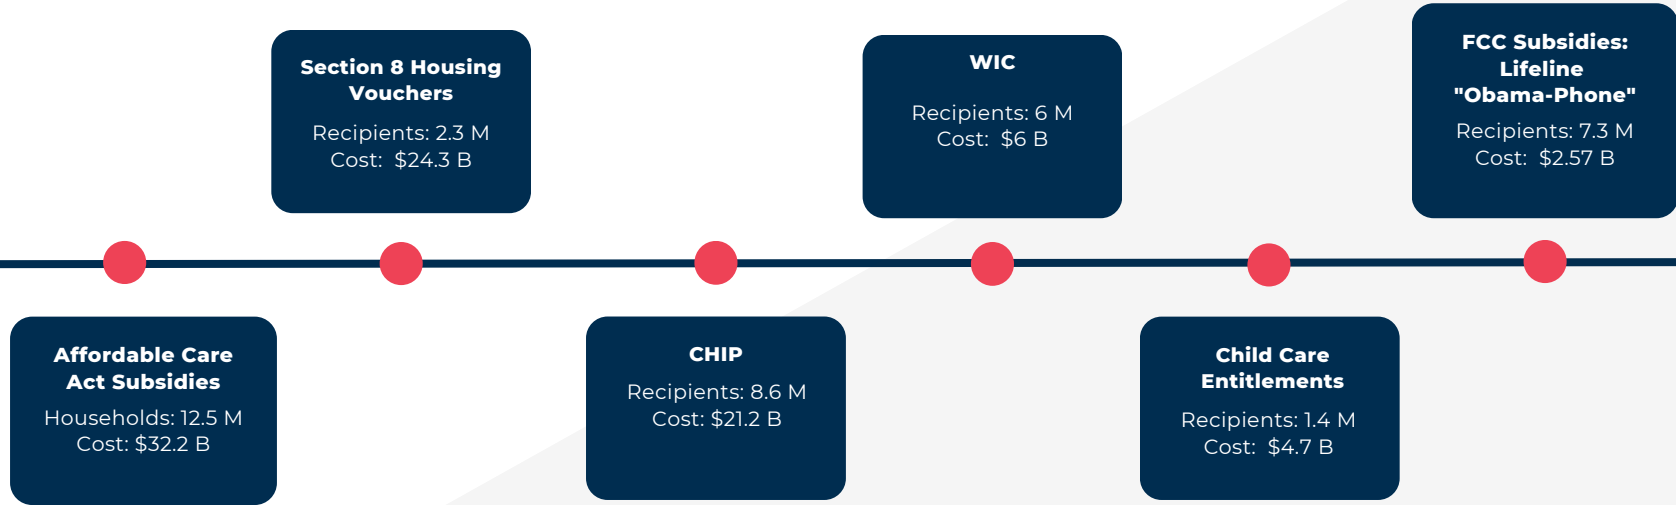 Affordable Care
Act Subsidies
Households: 12.5 M
Cost: $32.2 B
Section 8 Housing
Vouchers
Recipients: 2.3 M
Cost:  $24.3 B
CHIP
Recipients: 8.6 M
Cost: $21.2 B
WIC
Recipients: 6 M
Cost:  $6 B
Child Care
Entitlements
Recipients: 1.4 M
Cost:  $4.7 B
FCC Subsidies:
Lifeline
"Obama-Phone"
Recipients: 7.3 M
Cost:  $2.57 B